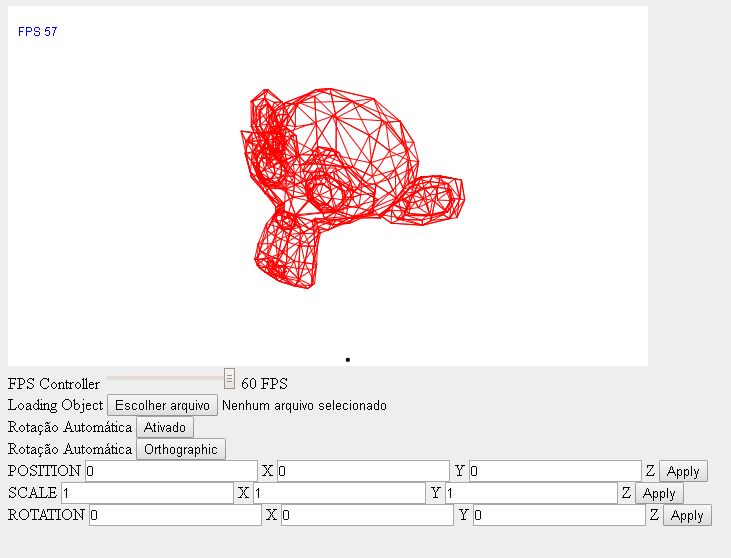 FPS 57
FPS Controller 60 FPS
Loading Object Escolher arquivo Nenhum arquivo selecionado
Rotação Automática Ativado
Rotação Automática Orthographic
POSITION 0 X 0 Y 0 Z Apply
SCALE 1 X 1 Y 1 Z Apply
ROTATION 0 X 0 Y 0 Z Apply